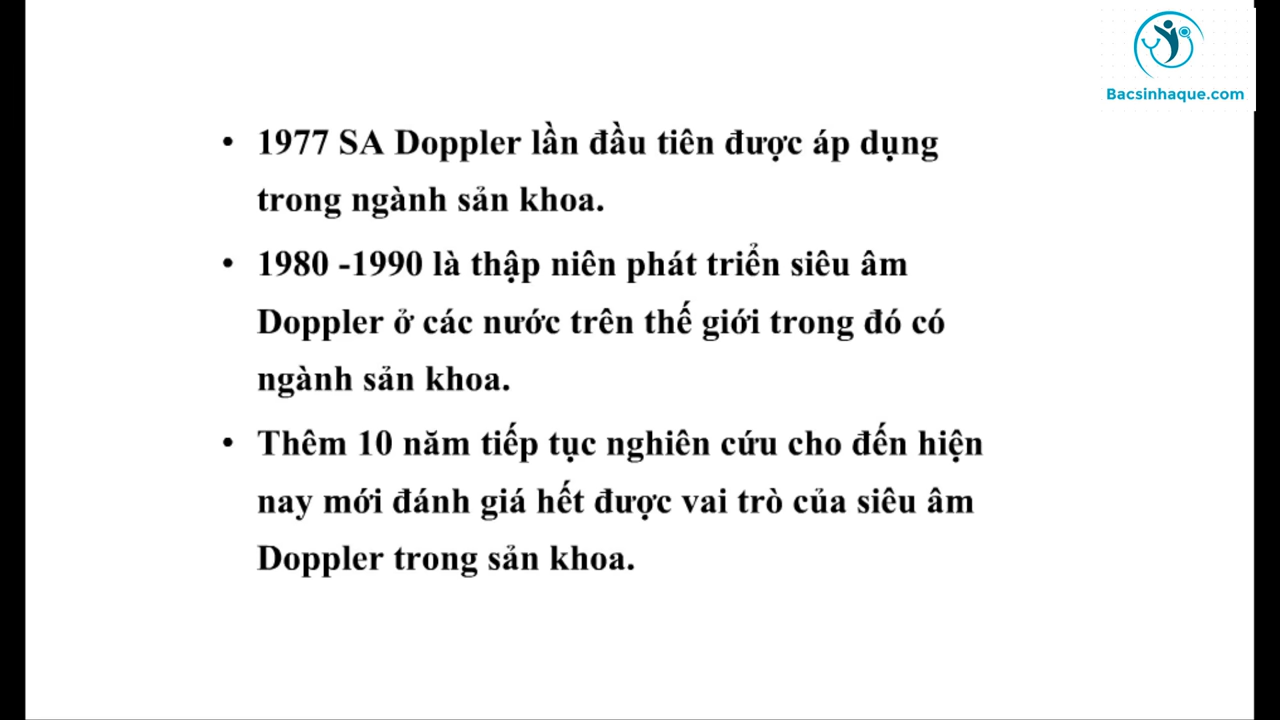 Bacsinhaque.com
• 1977 SA Doppler lần đầu tiên được áp dụng
trong ngành sản khoa.
• 1980 -1990 là thập niên phát triển siêu âm
Doppler ở các nước trên thế giới trong đó có
ngành sản khoa.
• Thêm 10 năm tiếp tục nghiên cứu cho đến hiện
nay mới đánh giá hết được vai trò của siêu âm
Doppler trong sản khoa.